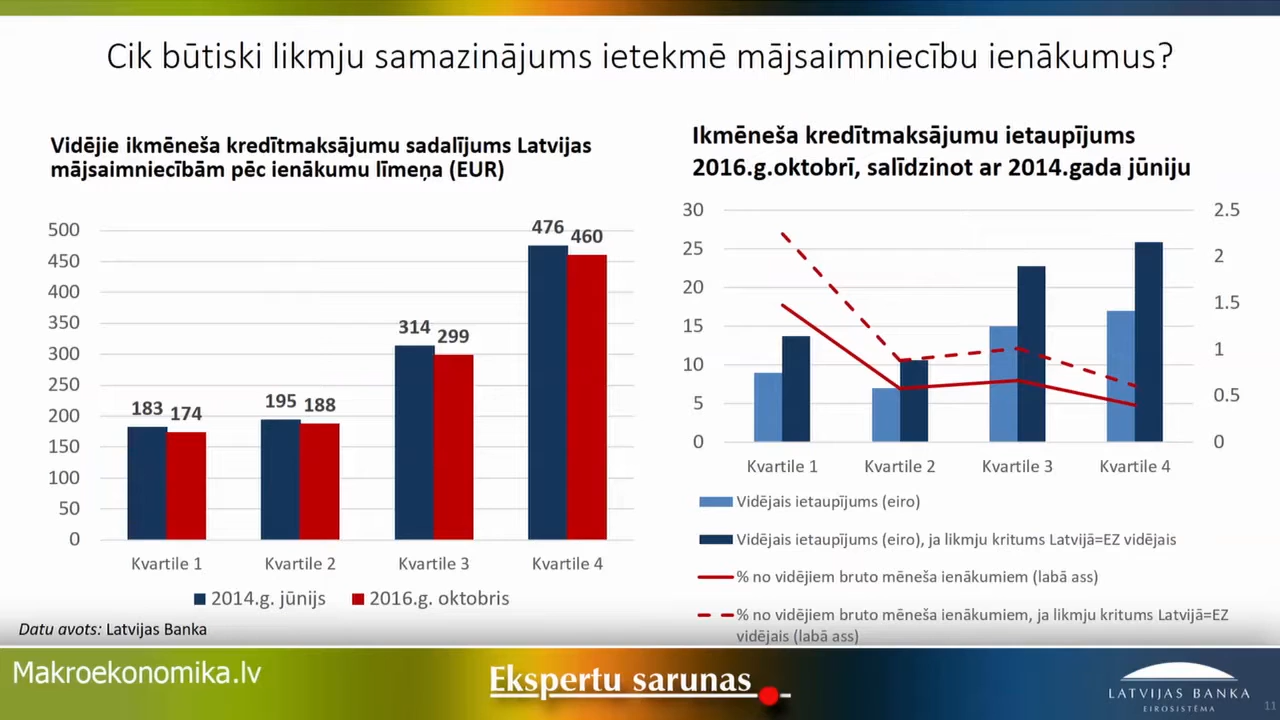 Cik būtiski likmju samazinājums ietekmē mājsaimniecību ienākumus?
Vidējie ikmēneša kredītmaksājumu sadalījums Latvijas
mājsaimniecībām pēc ienākumu līmeņa (EUR)
500
450
400
350
300
250
200
150
100
50
0
183
174
195
188
314
299
476
460
Kvartile 1
Kvartile 2
Kvartile 3
Kvartile 4
2014.g. jūnijs
2016.g. oktobris
Datu avots: Latvijas Banka
Ikmēneša kredītmaksājumu ietaupījums
2016.g.oktobrī, salīdzinot ar 2014.gada jūniju
30
25
20
15
10
5
0
2.5
2
1.5
1
0.5
0
Kvartile 1
Kvartile 2
Kvartile 3
Kvartile 4
Vidējais ietaupījums (eiro)
Vidējais ietaupījums (eiro), ja likmju kritums Latvijā=EZ vidējais
% no vidējiem bruto mēneša ienākumiem (labā ass)
% no vidējiem bruto mēneša ienākumiem, ja likmju kritums Latvijā=EZ
vidējais (labā ass)
Makroekonomika.lv
Ekspertu sarunas
LATVIJAS BANKA
EIROSISTĒMA
11